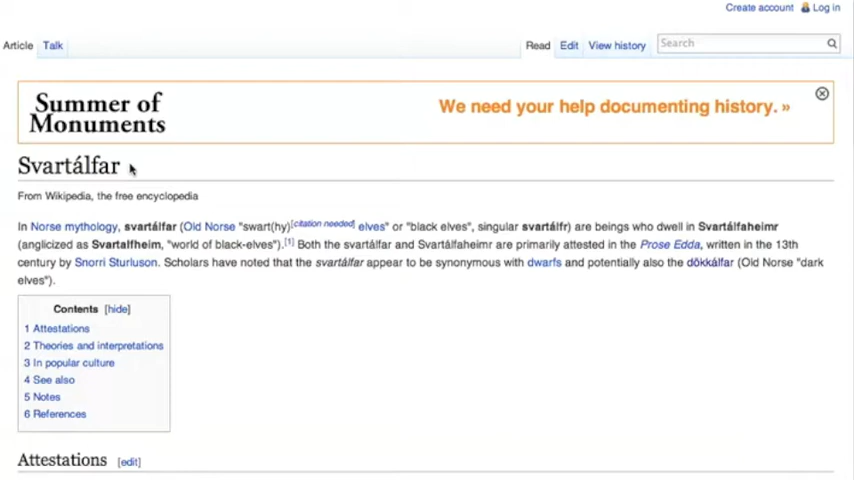 Create account Log in
Article Talk Read Edit View history Search
Summer of
Monuments
We need your help documenting history. »
Svartálfar
From Wikipedia, the free encyclopedia
In Norse mythology, svartálfar (Old Norse "swart(hy)[citation needed] elves" or "black elves", singular svartálfr) are beings who dwell in Svartálfaheimr
(anglicized as Svartalfheim, "world of black-elves").[1] Both the svartálfar and Svartálfaheimr are primarily attested in the Prose Edda, written in the 13th
century by Snorri Sturluson. Scholars have noted that the svartálfar appear to be synonymous with dwarfs and potentially also the dökkálfar (Old Norse "dark
elves").
Contents [hide]
1 Attestations
2 Theories and interpretations
3 In popular culture
4 See also
5 Notes
6 References
Attestations [edit]